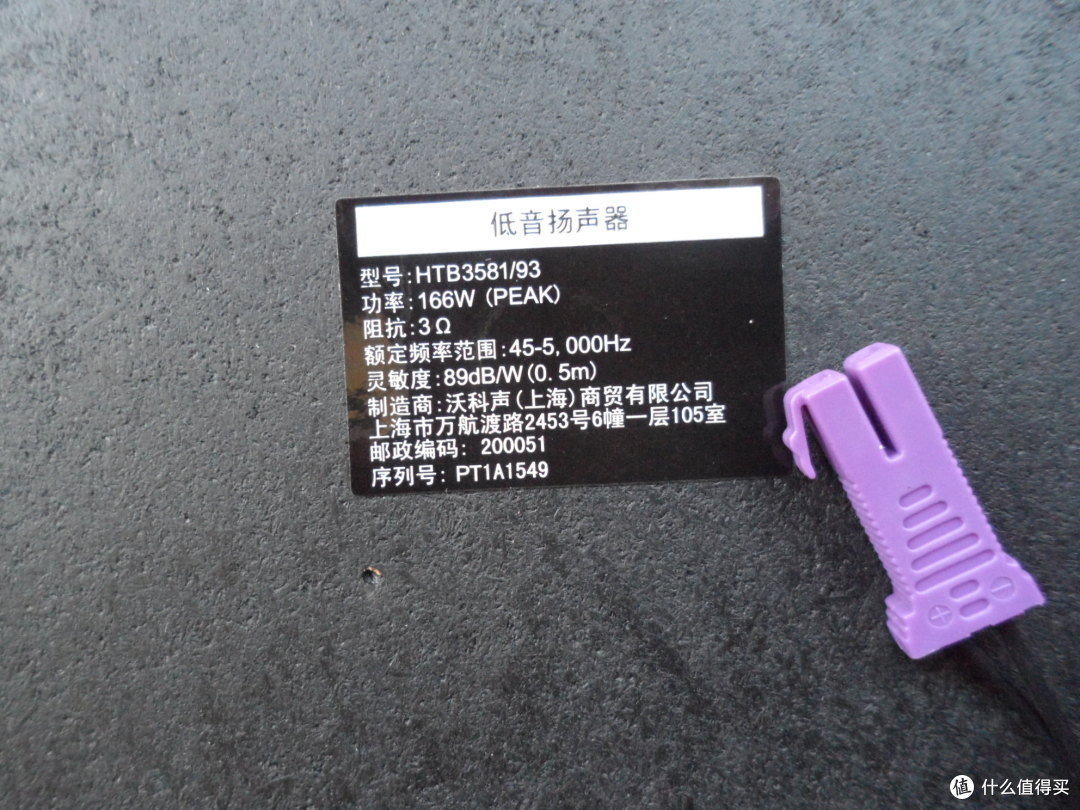 低音扬声器
型号:HTB3581/93
功率:166W (PEAK)
阻抗:3Ω
额定频率范围:45-5,000Hz
灵敏度:89dB/W(0.5m)
制造商:沃科声(上海)商贸有限公司
上海市万航渡路2453号6幢一层105室
邮政编码: 200051
序列号: PT1A1549
值 什么值得买